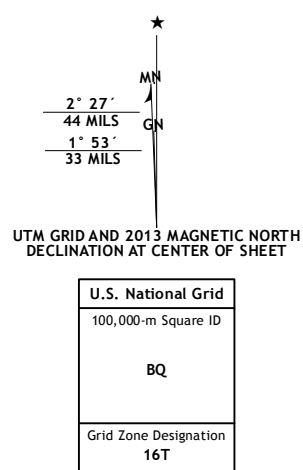 ★
MN
2° 27´
44 MILS
GN
1° 53´
33 MILS
UTM GRID AND 2013 MAGNETIC NORTH
DECLINATION AT CENTER OF SHEET
U.S. National Grid
100,000-m Square ID
BQ
Grid Zone Designation
16T